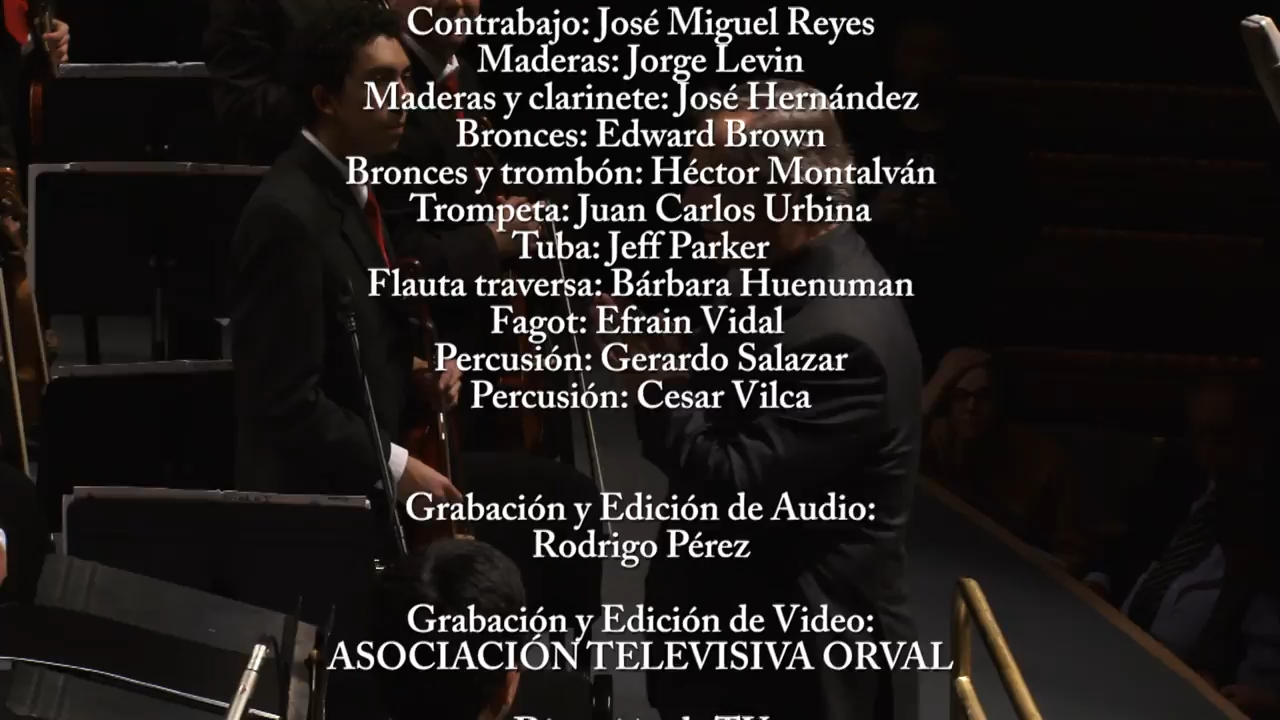 Contrabajo: José Miguel Reyes
Maderas: Jorge Levin
Maderas y clarinete: José Hernández
Bronces: Edward Brown
Bronces y trombón: Héctor Montalván
Trompeta: Juan Carlos Urbina
Tuba: Jeff Parker
Flauta traversa: Bárbara Huenuman
Fagot: Efrain Vidal
Percusión: Gerardo Salazar
Percusión: Cesar Vilca
Grabación y Edición de Audio:
Rodrigo Pérez
Grabación y Edición de Video:
ASOCIACIÓN TELEVISIVA ORVAL